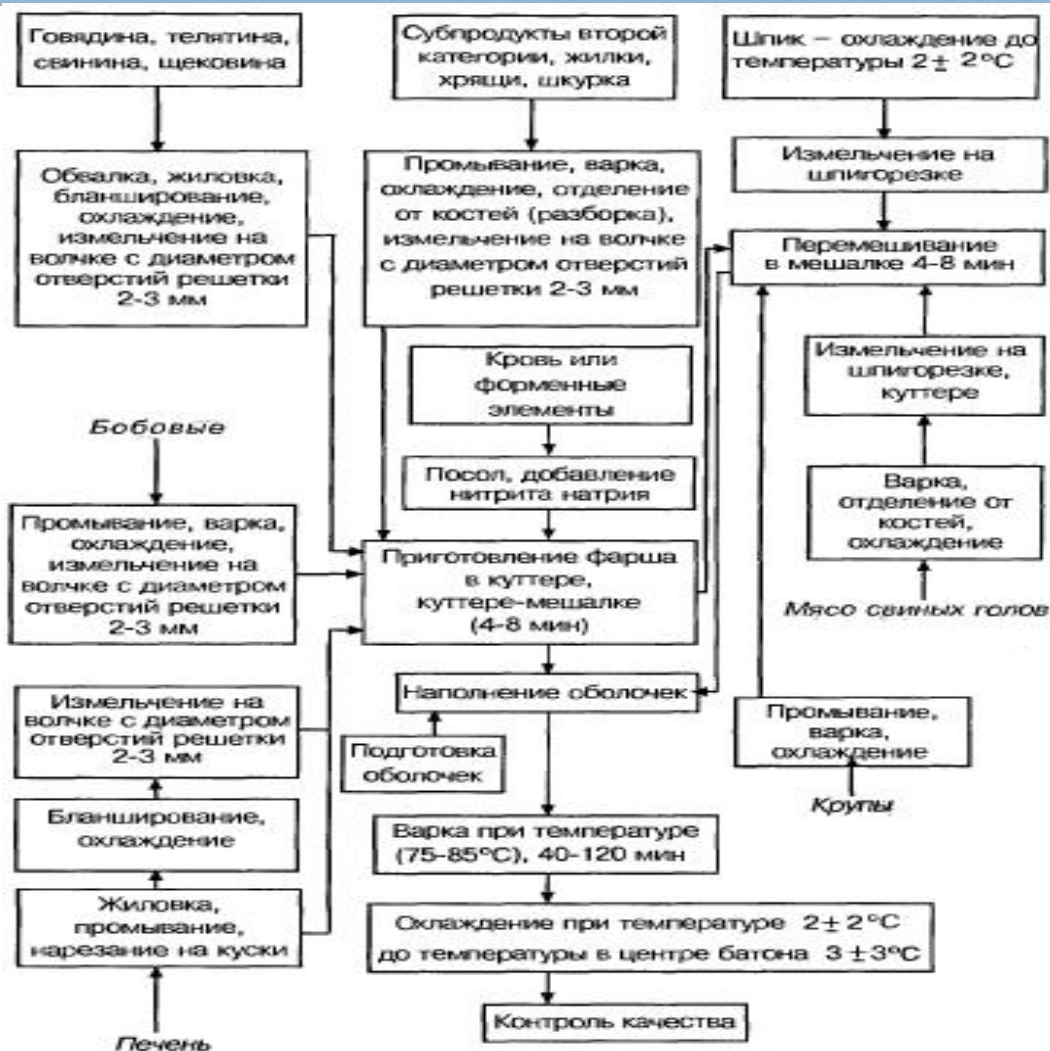 Говядина, телятина,
свинина, щековина
Субпродукты второй
категории, жилки,
хрящи, шкурка
Шпик – охлаждение до
температуры 2± 2°C
Обвалка, жиловка,
бланширование,
охлаждение,
измельчение на
волчке с диаметром
отверстий решетки
2-3 мм
Промывание, варка,
охлаждение, отделение
от костей (разборка),
измельчение на волчке
с диаметром отверстий
решетки 2-3 мм
Измельчение на
шпигорезке
Перемешивание
в мешалке 4-8 мин
Кровь или
форменные
элементы
Измельчение на
шпигорезке,
куттере
Бобовые
Посол, добавление
нитрита натрия
Варка,
отделение от
костей,
охлаждение
Промывание, варка,
охлаждение,
измельчение на
волчке с диаметром
отверстий решетки
2-3 мм
Приготовление фарша
в куттере,
куттере-мешалке
(4-8 мин)
Мясо свиных голов
Измельчение на
волчке с диаметром
отверстий решетки
2-3 мм
Наполнение оболочек
Подготовка
оболочек
Промывание,
варка,
охлаждение
Крупы
Бланширование,
охлаждение
Варка при температуре
(75-85°C), 40-120 мин
Жиловка,
промывание,
нарезание на куски
Охлаждение при температуре 2± 2°C
до температуры в центре батона 3±3°C
Контроль качества
Печень